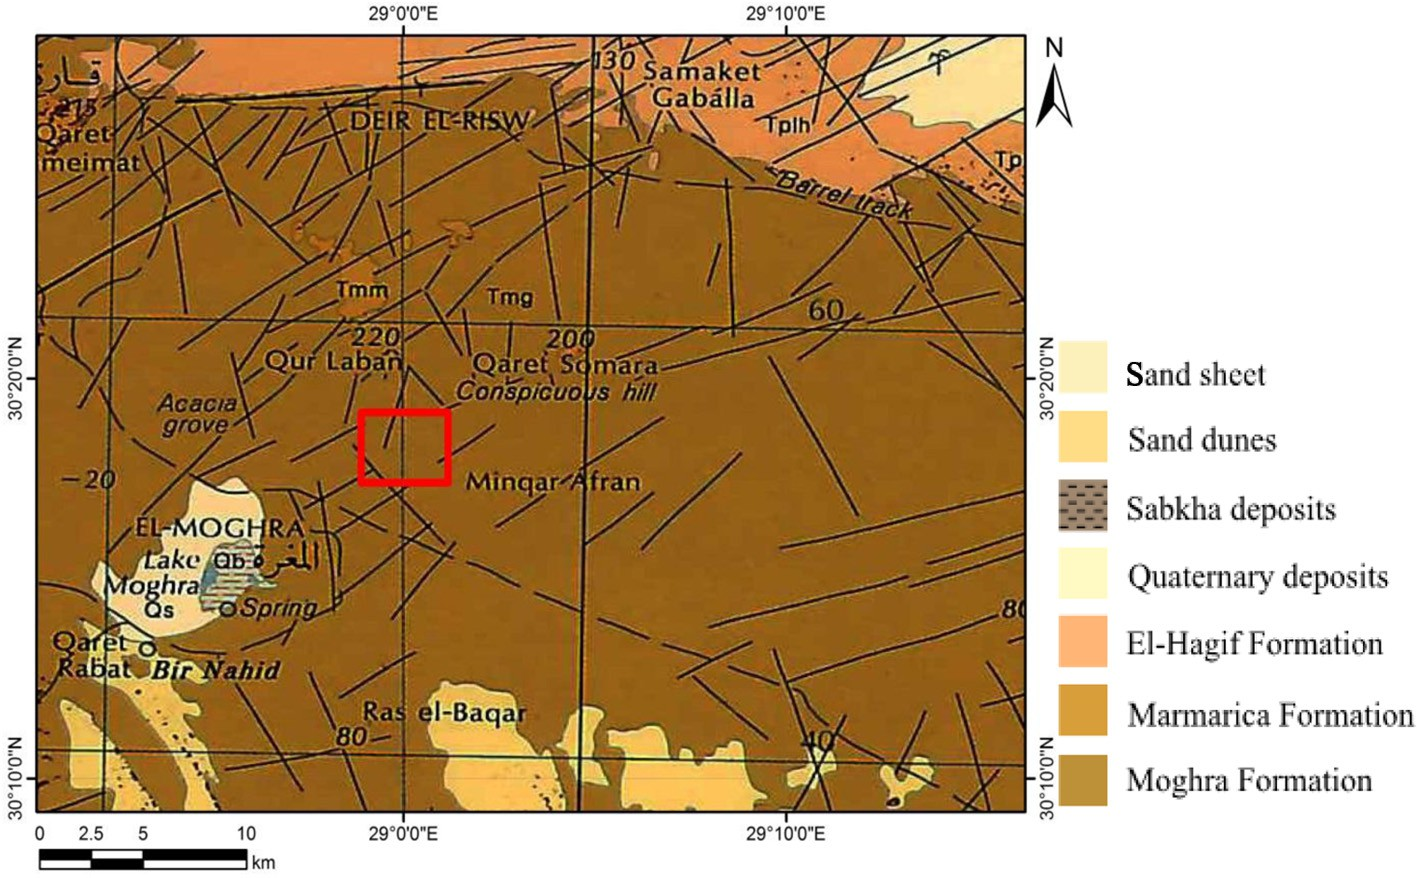 29°0'0"E
29°10'0"E
N
130
Samaket
Gabálla
قارة
215
Qaret
meimat
DEIR EL-RISW
Tplh
Tp
Barrel track
Tmm
Tmg
60
220
200
Qur Laban
Qaret Somara
Conspicuous hill
30°20'0"N
30°20'0"N
Acacia
grove
-20
Minqar Afran
EL-MOGHRA
المغرة
Lake
Qb
Moghra
Qs
Spring
80
Qaret
Rabat
Bir Nahid
Ras el-Baqar
80
40
30°10'0"N
30°10'0"N
29°0'0"E
29°10'0"E
0 2.5 5 10
km
Sand sheet
Sand dunes
Sabkha deposits
Quaternary deposits
El-Hagif Formation
Marmarica Formation
Moghra Formation